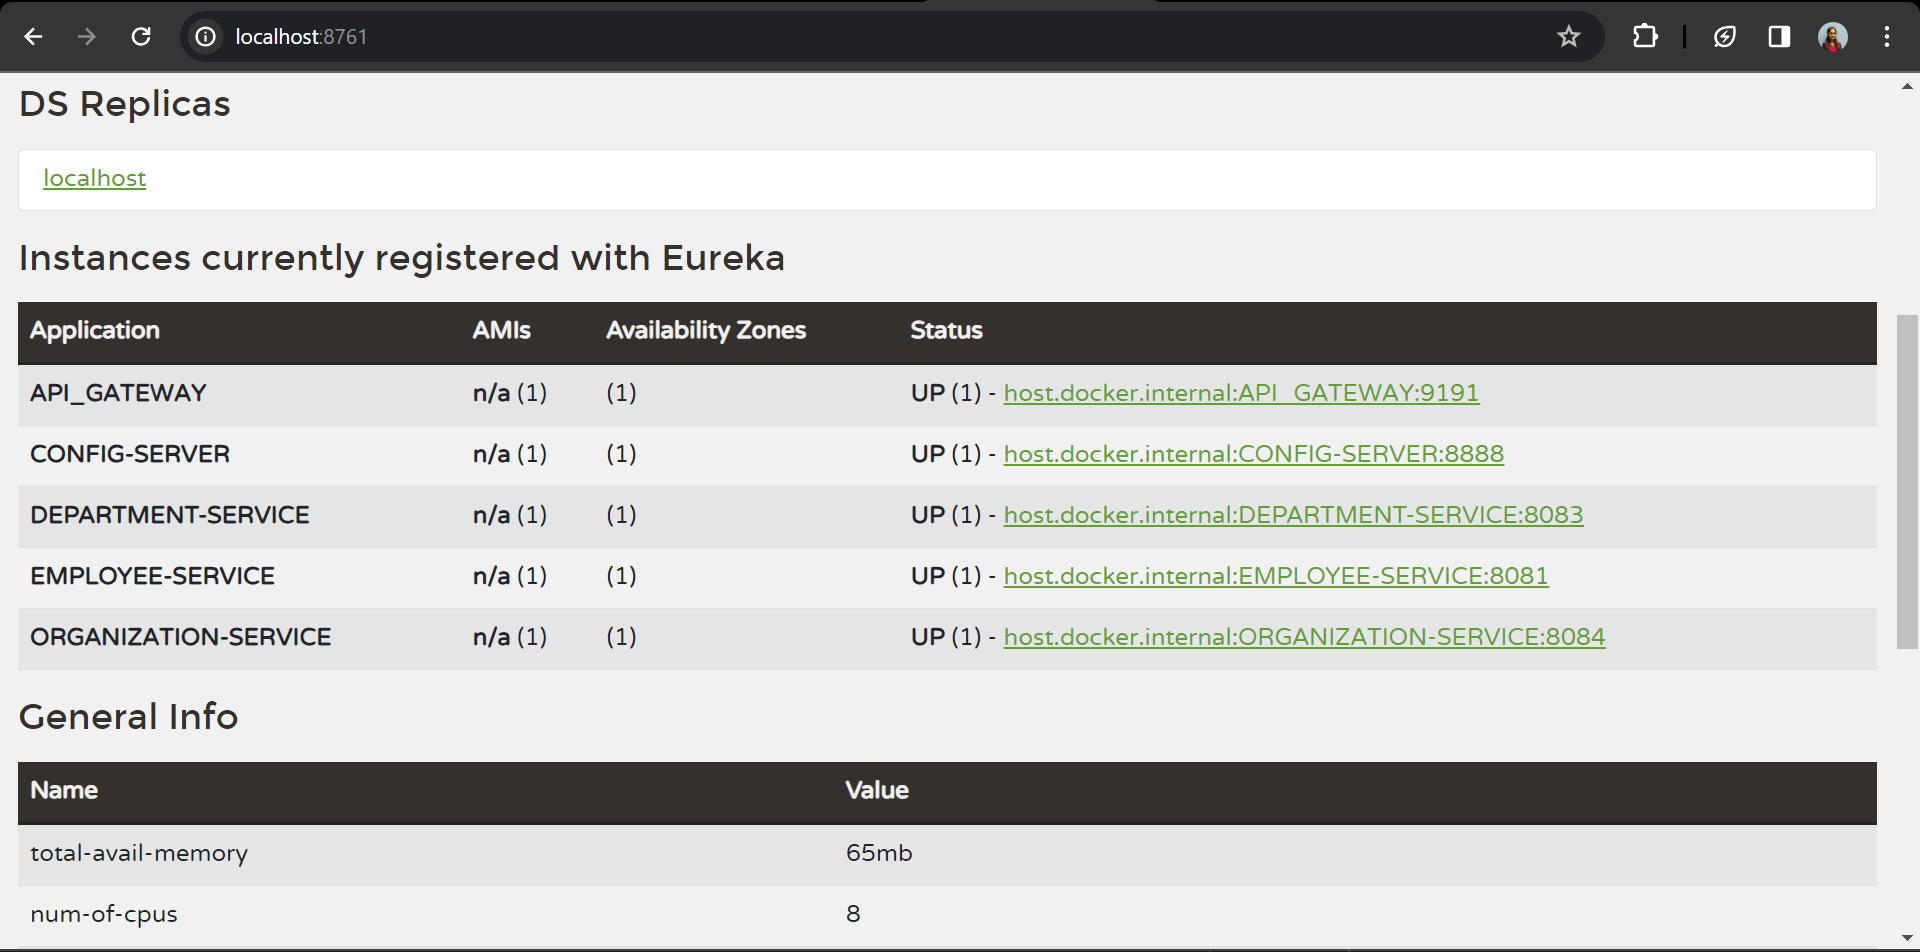 localhost:8761
DS Replicas
localhost
Instances currently registered with Eureka
Application AMIs Availability Zones Status
API_GATEWAY n/a (1) (1) UP (1) - host.docker.internal:API_GATEWAY:9191
CONFIG-SERVER n/a (1) (1) UP (1) - host.docker.internal:CONFIG-SERVER:8888
DEPARTMENT-SERVICE n/a (1) (1) UP (1) - host.docker.internal:DEPARTMENT-SERVICE:8083
EMPLOYEE-SERVICE n/a (1) (1) UP (1) - host.docker.internal:EMPLOYEE-SERVICE:8081
ORGANIZATION-SERVICE n/a (1) (1) UP (1) - host.docker.internal:ORGANIZATION-SERVICE:8084
General Info
Name Value
total-avail-memory 65mb
num-of-cpus 8